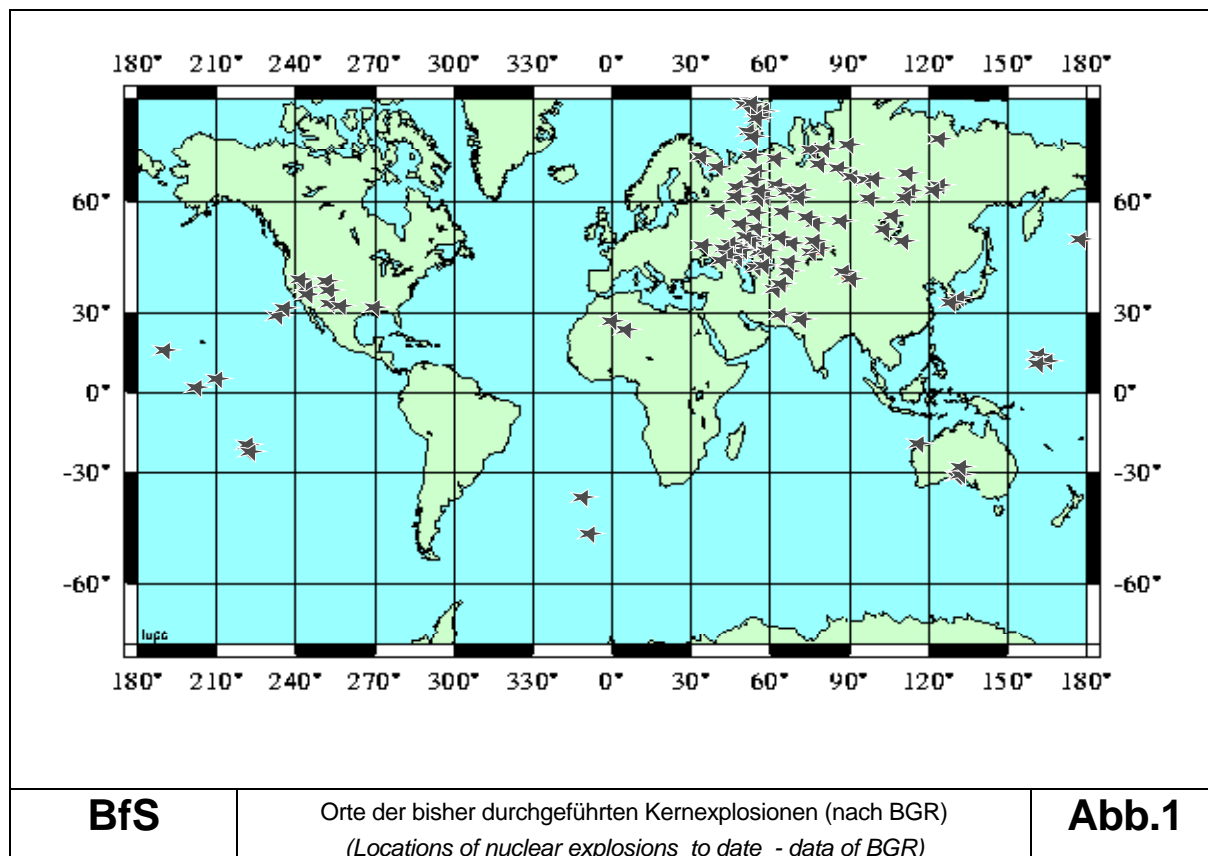 180° 210° 240° 270° 300° 330° 0° 30° 60° 90° 120° 150° 180°
60° 60°
30° 30°
0° 0°
-30° -30°
-60° -60°
lupg
180° 210° 240° 270° 300° 330° 0° 30° 60° 90° 120° 150° 180°
BfS
Orte der bisher durchgeführten Kernexplosionen (nach BGR)
(Locations of nuclear explosions to date - data of BGR)
Abb.1